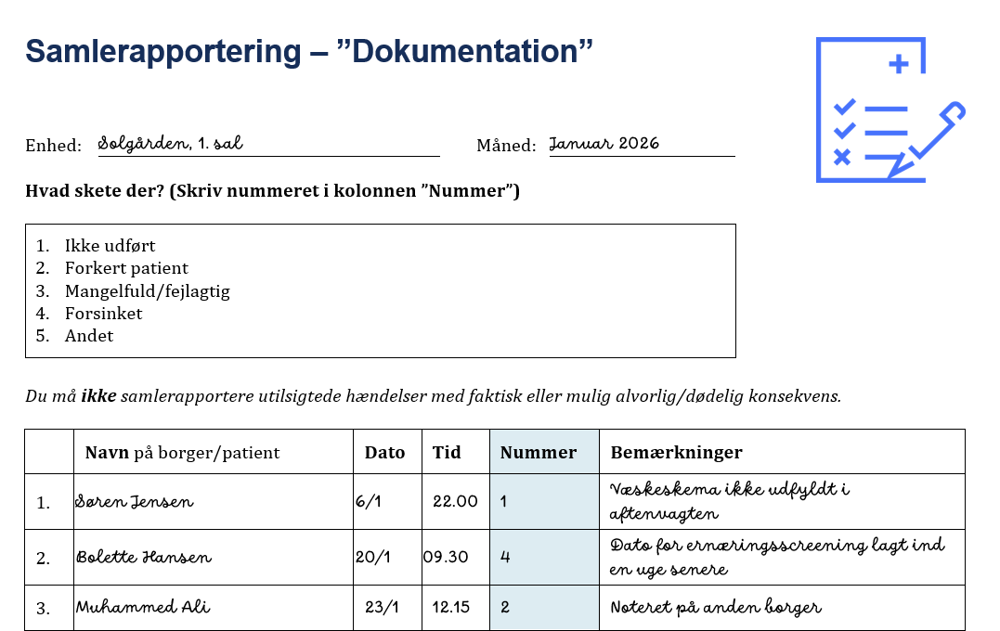 Samlerapportering – ”Dokumentation”
Enhed: Solgården, 1. sal Måned: Januar 2026
Hvad skete der? (Skriv nummeret i kolonnen ”Nummer”)
1. Ikke udført
2. Forkert patient
3. Mangelfuld/fejlagtig
4. Forsinket
5. Andet
Du må ikke samlerapportere utilsigtede hændelser med faktisk eller mulig alvorlig/dødelig konsekvens.
Navn på borger/patient Dato Tid Nummer Bemærkninger
1. Søren Jensen 6/1 22.00 1 Væskeskema ikke udfyldt i
aftenvagten
2. Bolette Hansen 20/1 09.30 4 Dato for ernæringsscreening lagt ind
en uge senere
3. Muhammed Ali 23/1 12.15 2 Noteret på anden borger